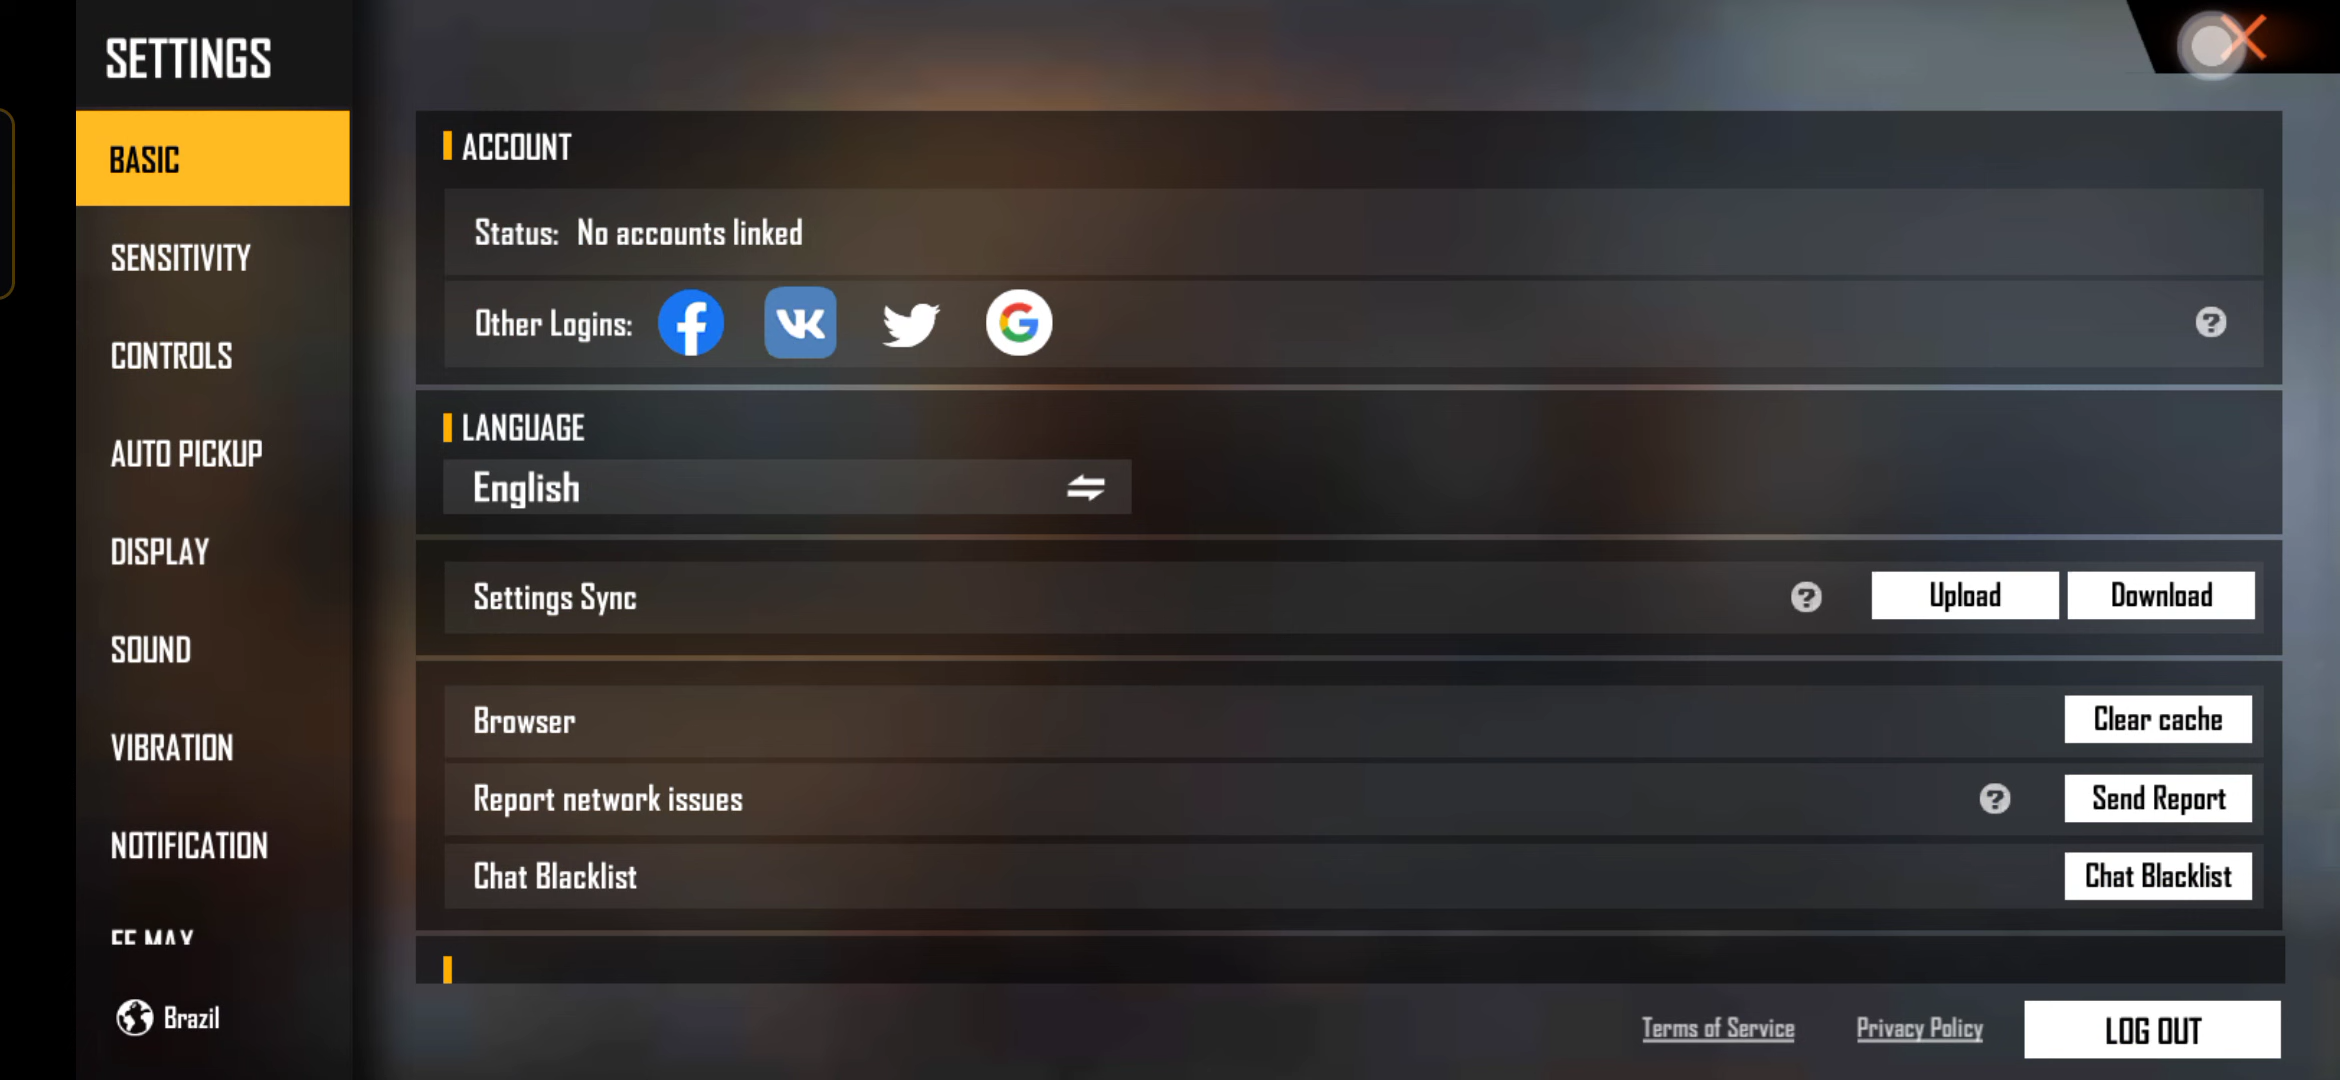 SETTINGS
BASIC
SENSITIVITY
CONTROLS
AUTO PICKUP
DISPLAY
SOUND
VIBRATION
NOTIFICATION
FF MAX
Brazil
ACCOUNT
Status: No accounts linked
Other Logins:
LANGUAGE
English
Settings Sync
Upload
Download
Browser
Clear cache
Report network issues
Send Report
Chat Blacklist
Chat Blacklist
Terms of Service
Privacy Policy
LOG OUT